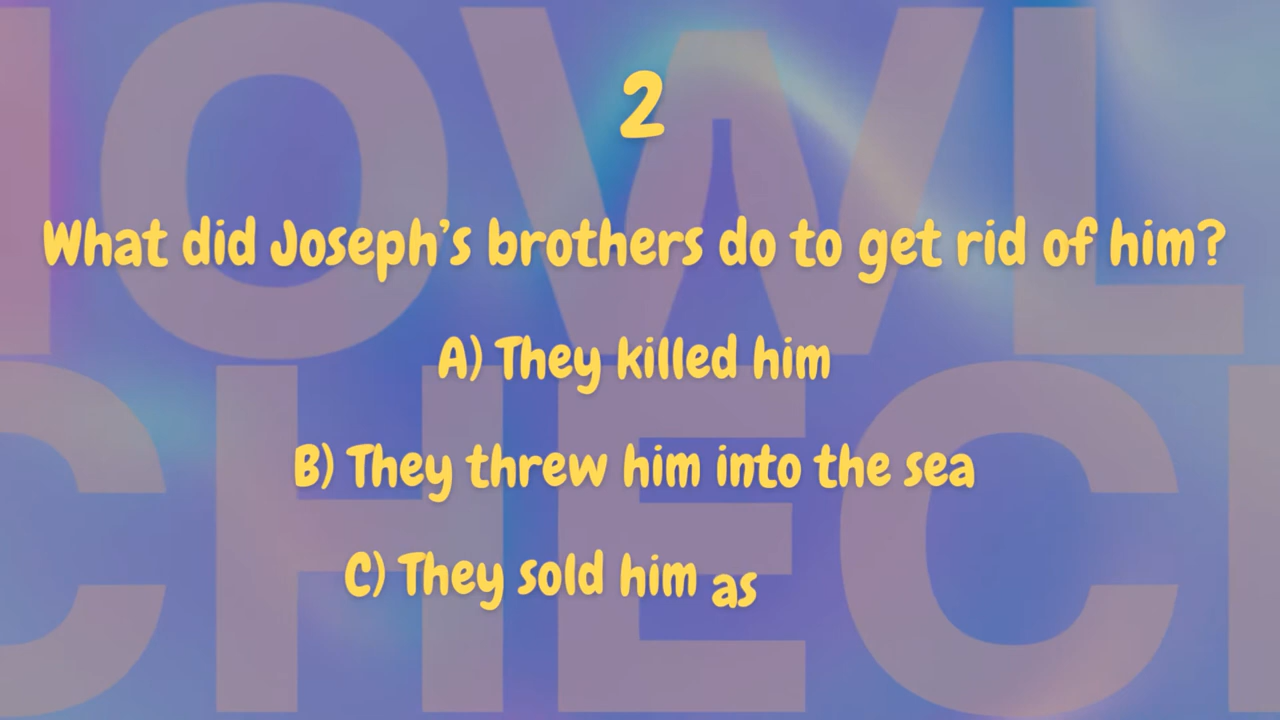 2
What did Joseph's brothers do to get rid of him?
A) They killed him
B) They threw him into the sea
C) They sold him as